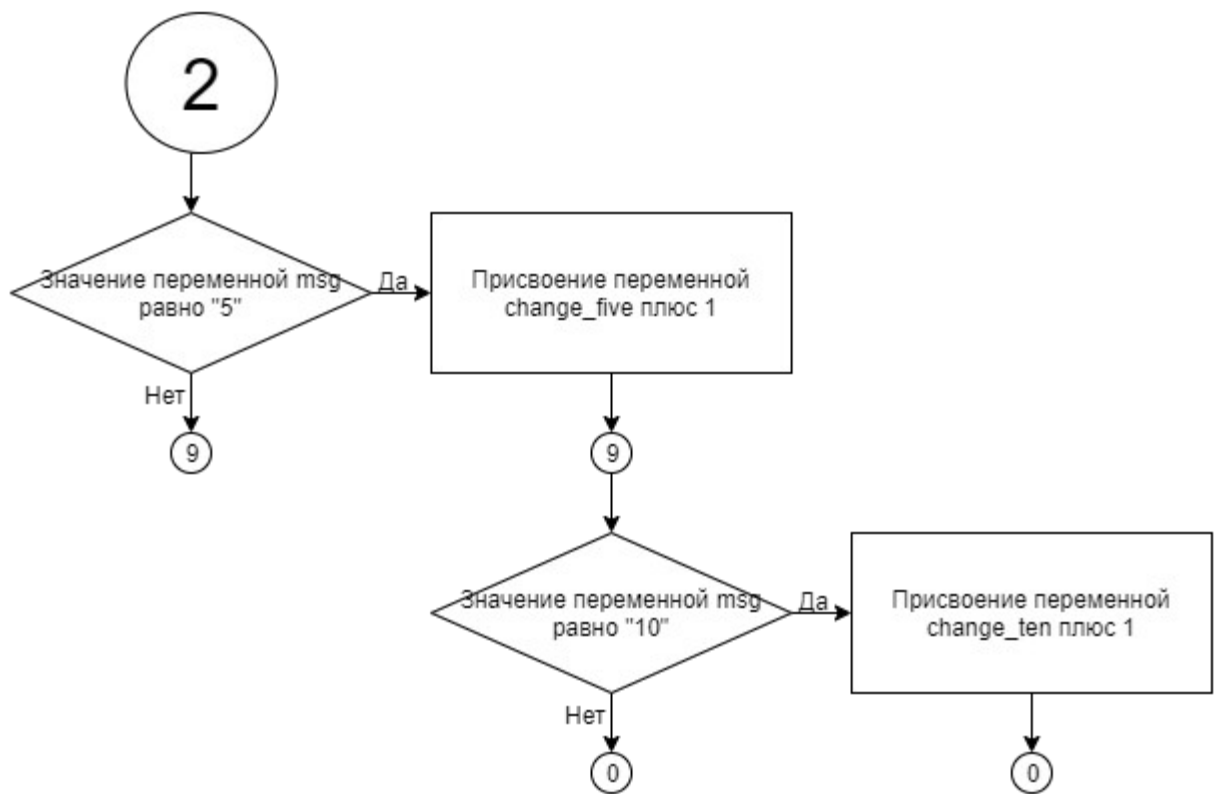 2
Значение переменной msg
равно "5"
Да
Присвоение переменной
change_five плюс 1
Нет
9
9
Значение переменной msg
равно "10"
Да
Присвоение переменной
change_ten плюс 1
Нет
0
0